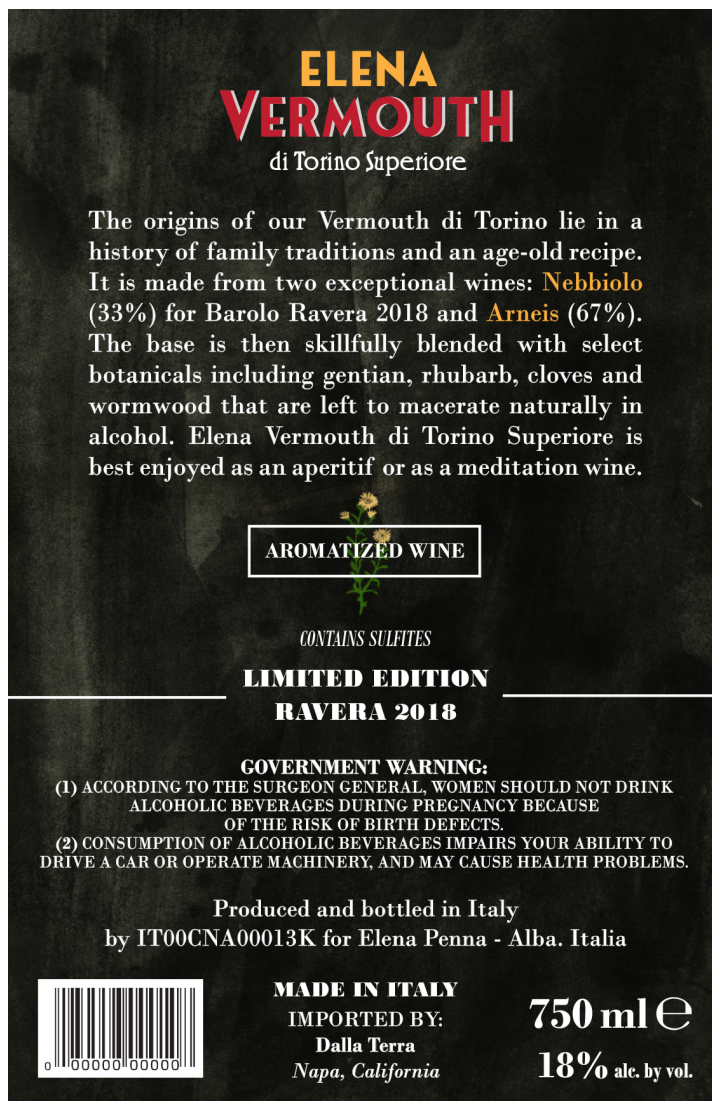 ELENA
VERMOUTH
di Torino Superiore
The origins of our Vermouth di Torino lie in a
history of family traditions and an age-old recipe.
It is made from two exceptional wines: Nebbiolo
(33%) for Barolo Ravera 2018 and Arneis (67%).
The base is then skillfully blended with select
botanicals including gentian, rhubarb, cloves and
wormwood that are left to macerate naturally in
alcohol. Elena Vermouth di Torino Superiore is
best enjoyed as an aperitif or as a meditation wine.
AROMATIZED WINE
CONTAINS SULFITES
LIMITED EDITION
RAVERA 2018
GOVERNMENT WARNING:
(1) ACCORDING TO THE SURGEON GENERAL, WOMEN SHOULD NOT DRINK
ALCOHOLIC BEVERAGES DURING PREGNANCY BECAUSE
OF THE RISK OF BIRTH DEFECTS.
(2) CONSUMPTION OF ALCOHOLIC BEVERAGES IMPAIRS YOUR ABILITY TO
DRIVE A CAR OR OPERATE MACHINERY, AND MAY CAUSE HEALTH PROBLEMS.
Produced and bottled in Italy
by IT00CNA00013K for Elena Penna - Alba. Italia
0 00000 00000
MADE IN ITALY
IMPORTED BY:
Dalla Terra
Napa, California
750 ml ℮
18% alc. by vol.